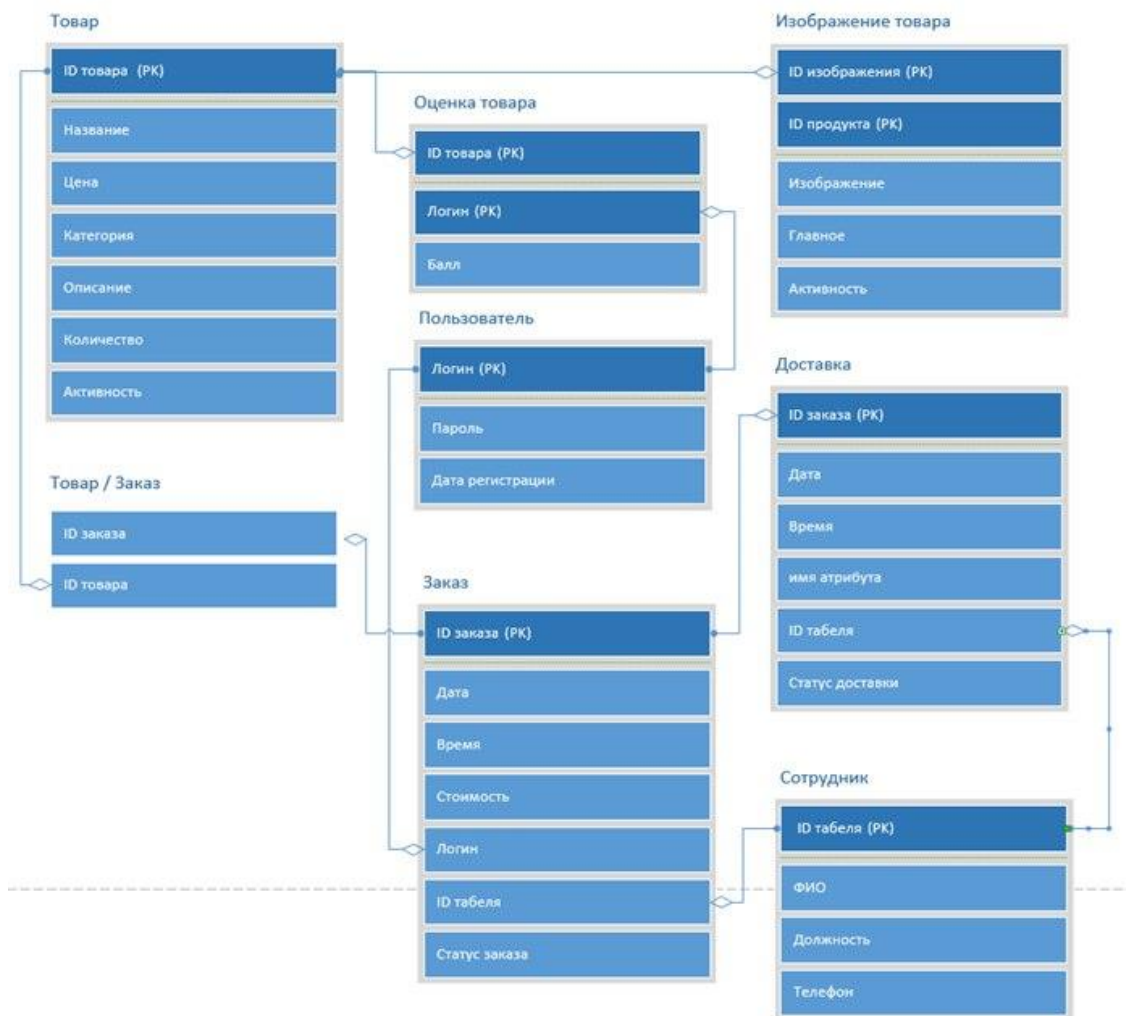 Товар
ID товара (PK)
Название
Цена
Категория
Описание
Количество
Активность
Изображение товара
ID изображения (PK)
ID продукта (PK)
Изображение
Главное
Активность
Оценка товара
ID товара (PK)
Логин (PK)
Балл
Пользователь
Логин (PK)
Пароль
Дата регистрации
Доставка
ID заказа (PK)
Дата
Время
имя атрибута
ID табеля
Статус доставки
Товар / Заказ
ID заказа
ID товара
Заказ
ID заказа (PK)
Дата
Время
Стоимость
Логин
ID табеля
Статус заказа
Сотрудник
ID табеля (PK)
ФИО
Должность
Телефон